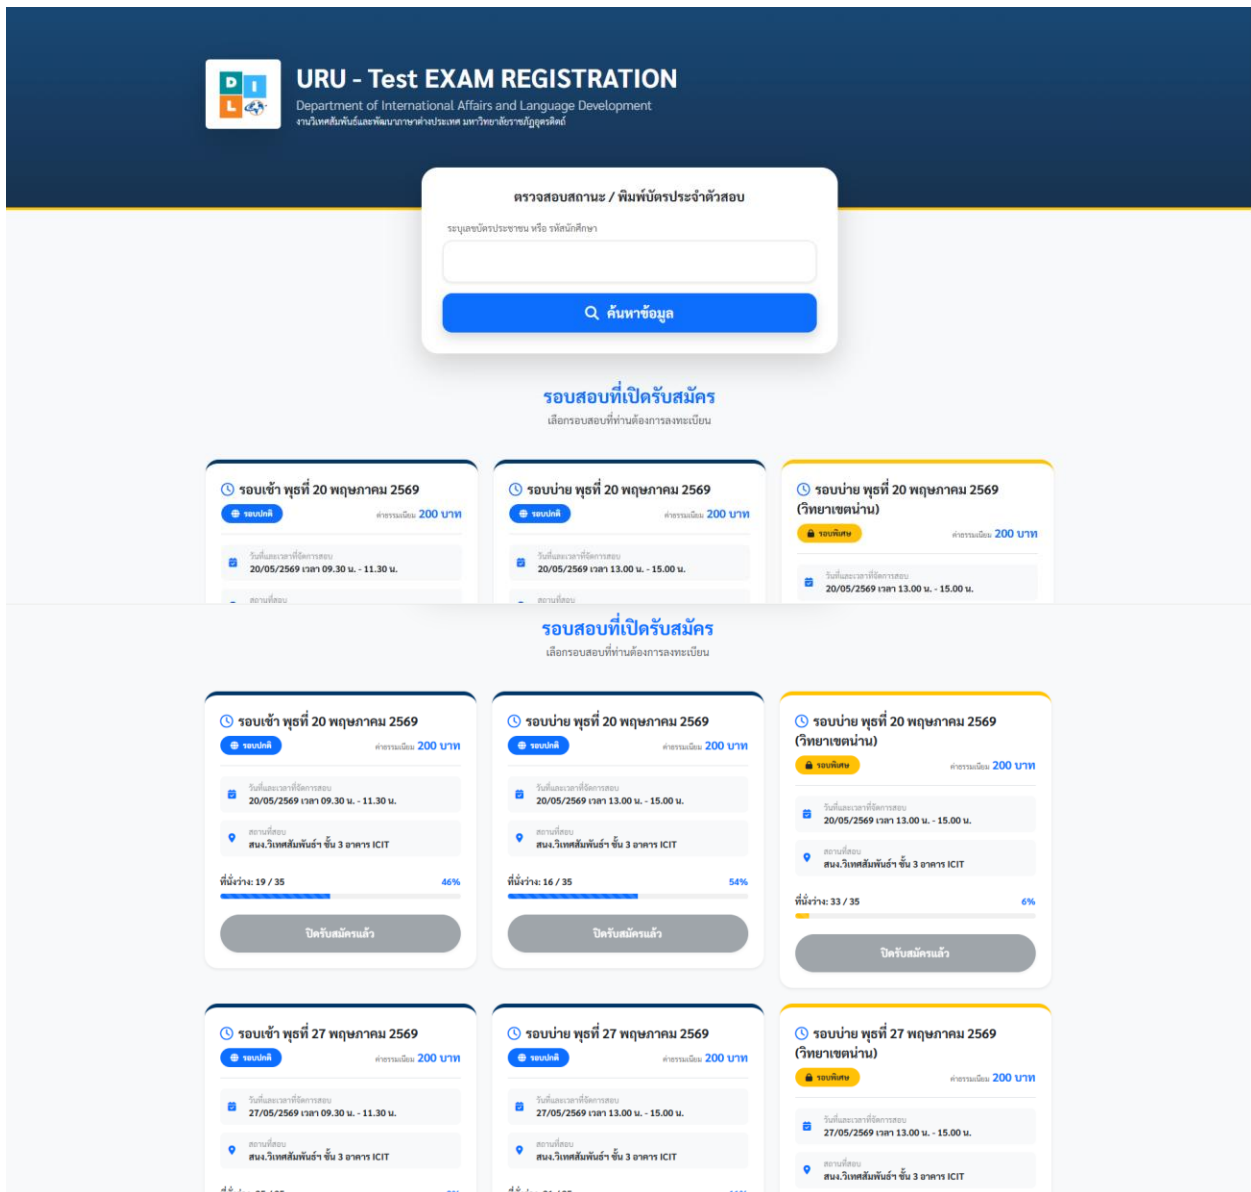 D I L
URU - Test EXAM REGISTRATION
Department of International Affairs and Language Development
งานวิเทศสัมพันธ์และพัฒนาภาษาต่างประเทศ มหาวิทยาลัยราชภัฏอุตรดิตถ์
ตรวจสอบสถานะ / พิมพ์บัตรประจำตัวสอบ
ระบุเลขบัตรประชาชน หรือ รหัสนักศึกษา
ค้นหาข้อมูล
รอบสอบที่เปิดรับสมัคร
เลือกรอบสอบที่ท่านต้องการลงทะเบียน
รอบเช้า พุธที่ 20 พฤษภาคม 2569
รอบปกติ ค่าธรรมเนียม 200 บาท
วันที่และเวลาที่จัดการสอบ
20/05/2569 เวลา 09.30 น. - 11.30 น.
สถานที่สอบ
รอบบ่าย พุธที่ 20 พฤษภาคม 2569
รอบปกติ ค่าธรรมเนียม 200 บาท
วันที่และเวลาที่จัดการสอบ
20/05/2569 เวลา 13.00 น. - 15.00 น.
สถานที่สอบ
รอบบ่าย พุธที่ 20 พฤษภาคม 2569
(วิทยาเขตน่าน)
รอบพิเศษ ค่าธรรมเนียม 200 บาท
วันที่และเวลาที่จัดการสอบ
20/05/2569 เวลา 13.00 น. - 15.00 น.
รอบสอบที่เปิดรับสมัคร
เลือกรอบสอบที่ท่านต้องการลงทะเบียน
รอบเช้า พุธที่ 20 พฤษภาคม 2569
รอบปกติ ค่าธรรมเนียม 200 บาท
วันที่และเวลาที่จัดการสอบ
20/05/2569 เวลา 09.30 น. - 11.30 น.
สถานที่สอบ
สนง.วิเทศสัมพันธ์ฯ ชั้น 3 อาคาร ICIT
ที่นั่งว่าง: 19 / 35 46%
ปิดรับสมัครแล้ว
รอบบ่าย พุธที่ 20 พฤษภาคม 2569
รอบปกติ ค่าธรรมเนียม 200 บาท
วันที่และเวลาที่จัดการสอบ
20/05/2569 เวลา 13.00 น. - 15.00 น.
สถานที่สอบ
สนง.วิเทศสัมพันธ์ฯ ชั้น 3 อาคาร ICIT
ที่นั่งว่าง: 16 / 35 54%
ปิดรับสมัครแล้ว
รอบบ่าย พุธที่ 20 พฤษภาคม 2569
(วิทยาเขตน่าน)
รอบพิเศษ ค่าธรรมเนียม 200 บาท
วันที่และเวลาที่จัดการสอบ
20/05/2569 เวลา 13.00 น. - 15.00 น.
สถานที่สอบ
สนง.วิเทศสัมพันธ์ฯ ชั้น 3 อาคาร ICIT
ที่นั่งว่าง: 33 / 35 6%
ปิดรับสมัครแล้ว
รอบเช้า พุธที่ 27 พฤษภาคม 2569
รอบปกติ ค่าธรรมเนียม 200 บาท
วันที่และเวลาที่จัดการสอบ
27/05/2569 เวลา 09.30 น. - 11.30 น.
สถานที่สอบ
สนง.วิเทศสัมพันธ์ฯ ชั้น 3 อาคาร ICIT
รอบบ่าย พุธที่ 27 พฤษภาคม 2569
รอบปกติ ค่าธรรมเนียม 200 บาท
วันที่และเวลาที่จัดการสอบ
27/05/2569 เวลา 13.00 น. - 15.00 น.
สถานที่สอบ
สนง.วิเทศสัมพันธ์ฯ ชั้น 3 อาคาร ICIT
รอบบ่าย พุธที่ 27 พฤษภาคม 2569
(วิทยาเขตน่าน)
รอบพิเศษ ค่าธรรมเนียม 200 บาท
วันที่และเวลาที่จัดการสอบ
27/05/2569 เวลา 13.00 น. - 15.00 น.
สถานที่สอบ
สนง.วิเทศสัมพันธ์ฯ ชั้น 3 อาคาร ICIT